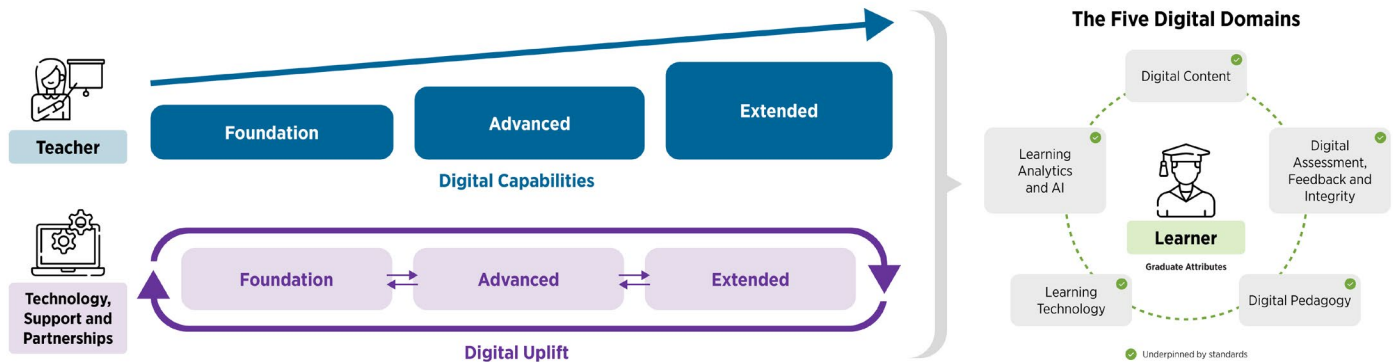 Teacher
Foundation
Advanced
Extended
Digital Capabilities
Technology,
Support and
Partnerships
Foundation
Advanced
Extended
Digital Uplift
The Five Digital Domains
Digital Content
Learning
Analytics
and AI
Digital
Assessment,
Feedback and
Integrity
Learner
Graduate Attributes
Learning
Technology
Digital Pedagogy
Underpinned by standards